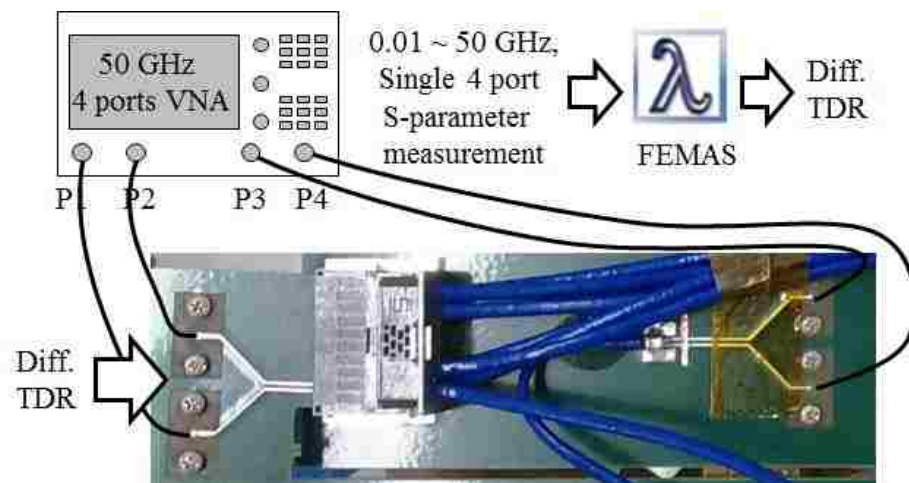 50 GHz
4 ports VNA
P1 P2 P3 P4
0.01 ~ 50 GHz,
Single 4 port
S-parameter
measurement
λ
FEMAS
Diff.
TDR
Diff.
TDR